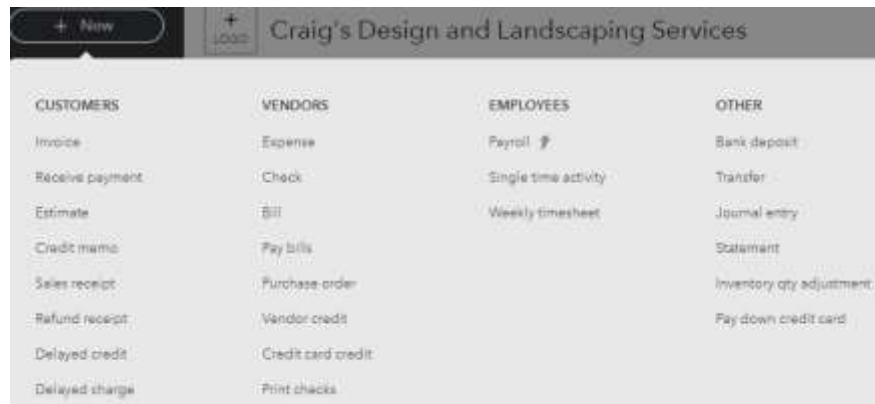 + New
+
LOGO
Craig's Design and Landscaping Services
CUSTOMERS
Invoice
Receive payment
Estimate
Credit memo
Sales receipt
Refund receipt
Delayed credit
Delayed charge
VENDORS
Expense
Check
Bill
Pay bills
Purchase order
Vendor credit
Credit card credit
Print checks
EMPLOYEES
Payroll
Single time activity
Weekly timesheet
OTHER
Bank deposit
Transfer
Journal entry
Statement
Inventory qty adjustment
Pay down credit card